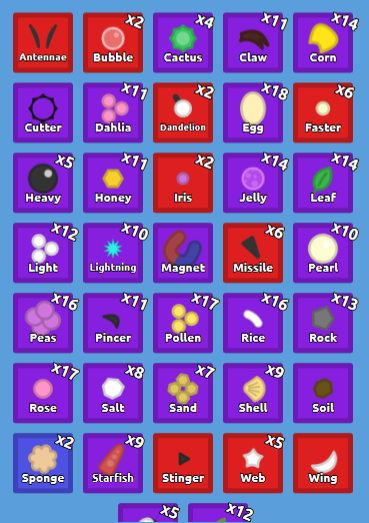 Antennae
x2
Bubble
x4
Cactus
x11
Claw
x14
Corn
Cutter
x11
Dahlia
x2
Dandelion
x18
Egg
x6
Faster
x5
Heavy
x11
Honey
x2
Iris
x14
Jelly
x14
Leaf
x12
Light
x10
Lightning
Magnet
x6
Missile
x10
Pearl
x16
Peas
x11
Pincer
x17
Pollen
x16
Rice
x13
Rock
x17
Rose
x8
Salt
x7
Sand
x9
Shell
Soil
x2
Sponge
x9
Starfish
Stinger
x5
Web
Wing
x5
x12